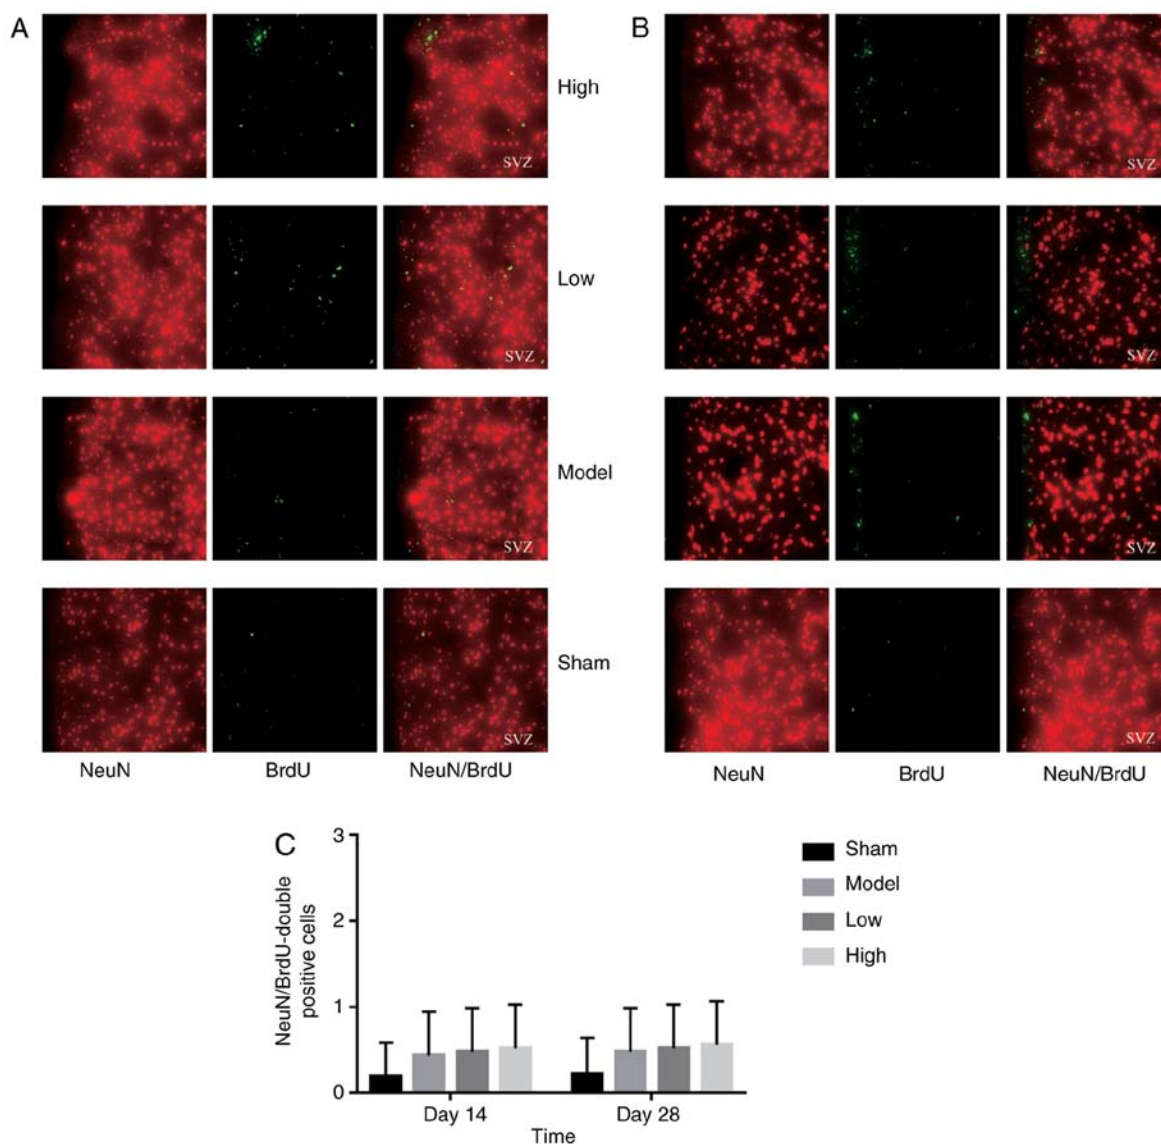 A
B
High
SVZ
SVZ
Low
SVZ
SVZ
Model
SVZ
SVZ
Sham
SVZ
SVZ
NeuN
BrdU
NeuN/BrdU
NeuN
BrdU
NeuN/BrdU
C
NeuN/BrdU-double
positive cells
3
2
1
0
Day 14
Day 28
Time
Sham
Model
Low
High